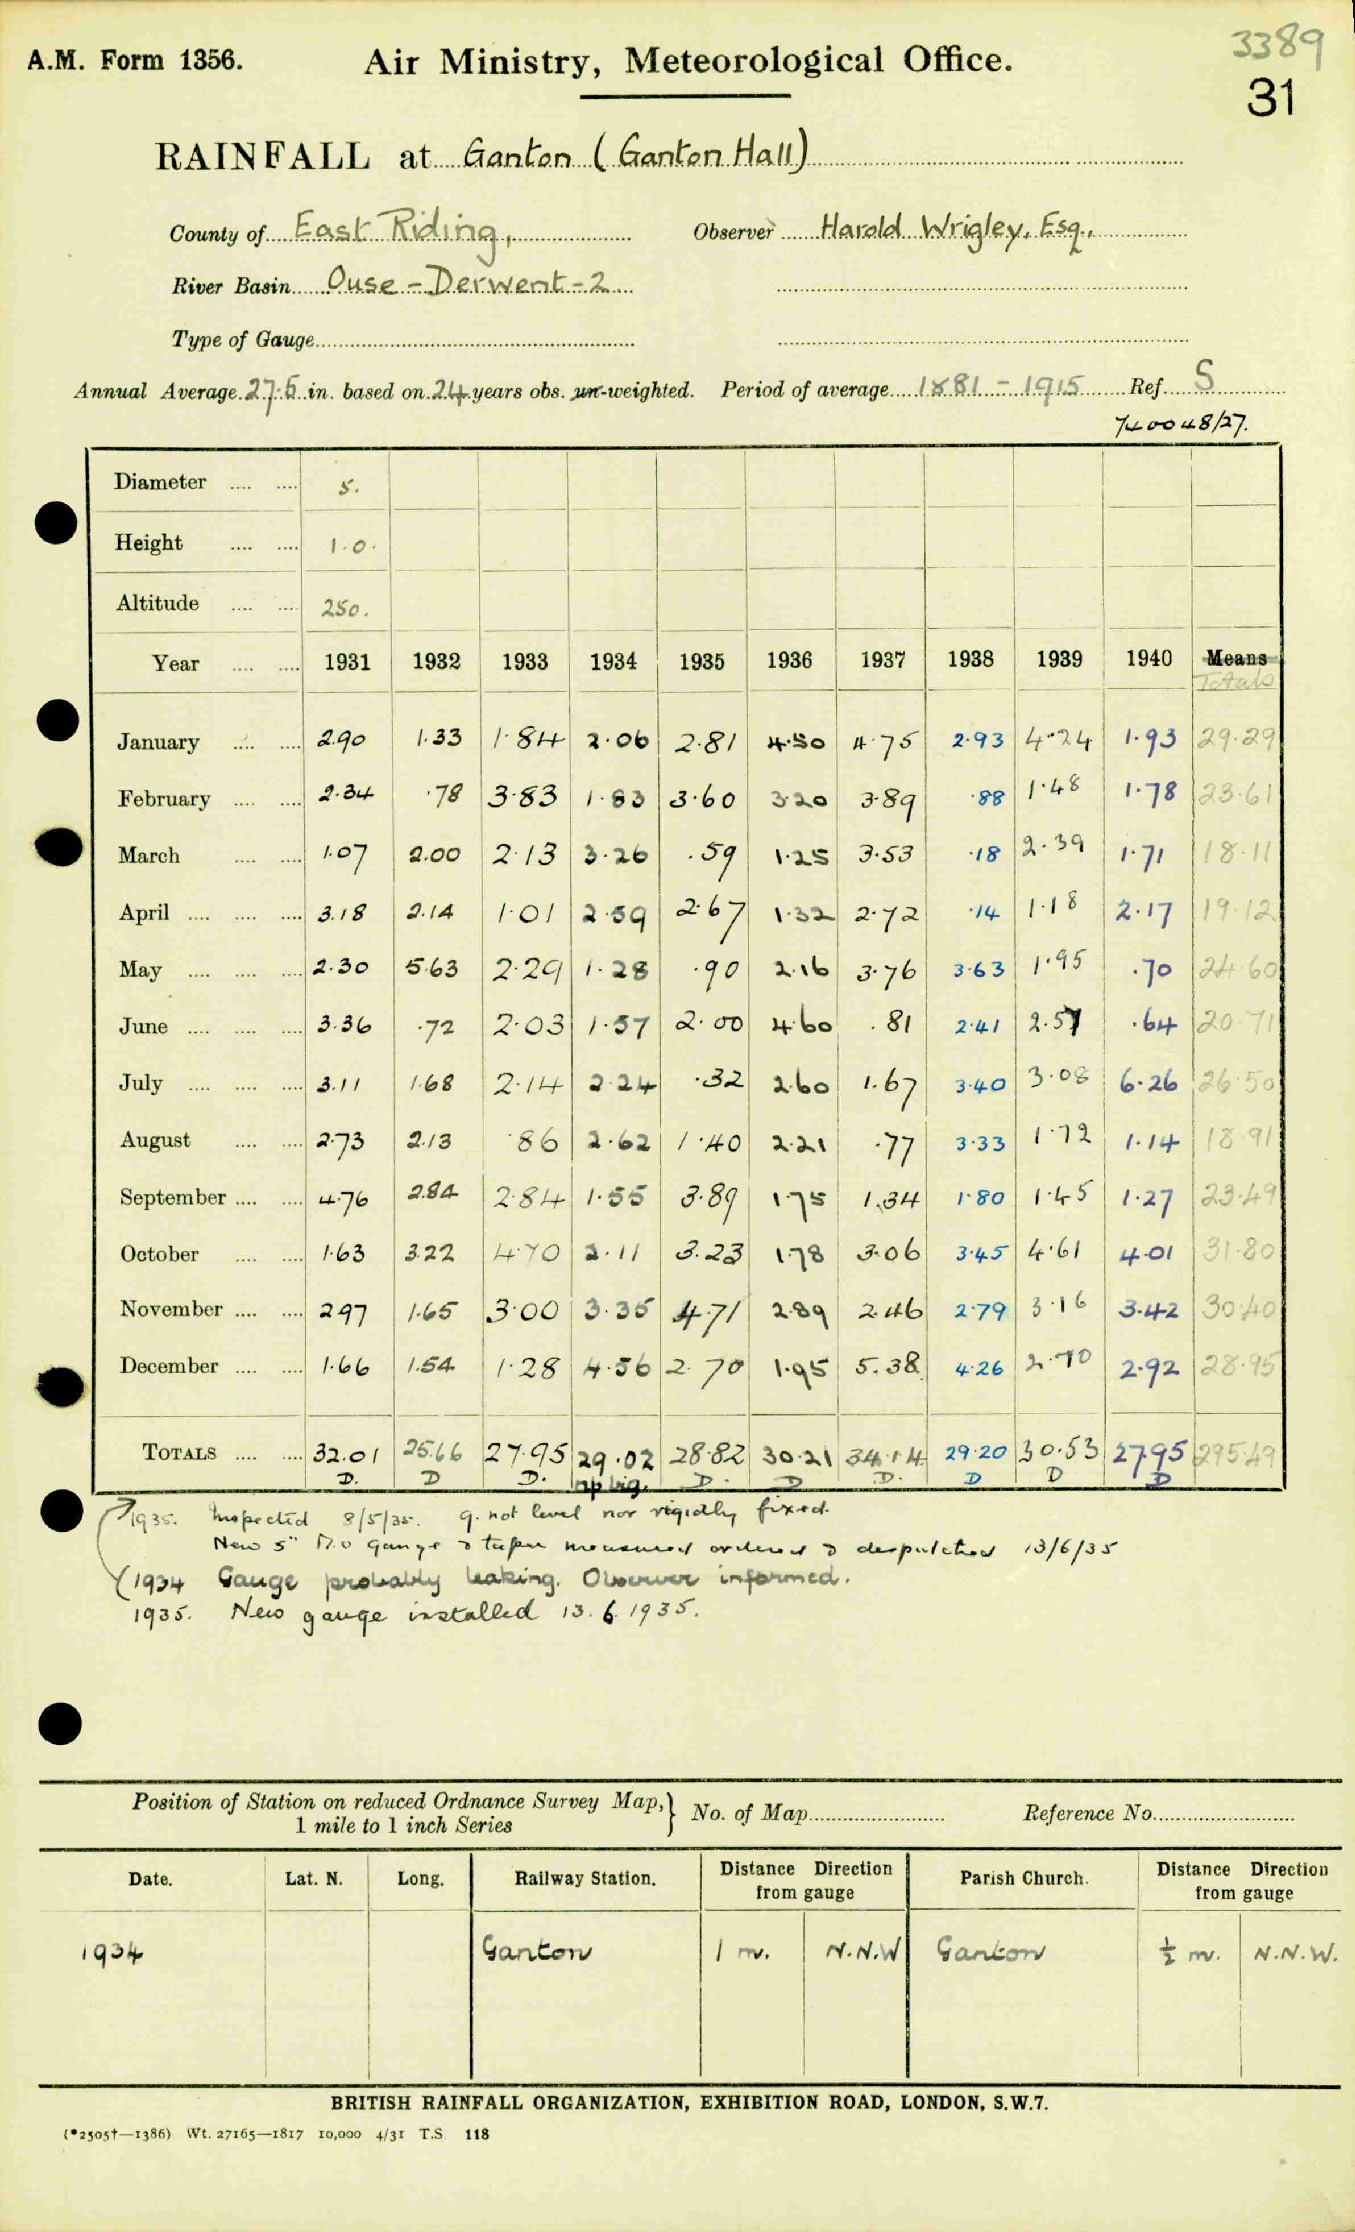 3389
A.M. Form 1356. Air Ministry, Meteorological Office.
31
RAINFALL at Ganton (Ganton Hall)
County of East Riding, Observer Harold Wrigley, Esq.,
River Basin Ouse - Derwent - 2
Type of Gauge
Annual Average 27.5 in. based on 24 years obs. un-weighted. Period of average 1881 - 1915 Ref. S
740048/27.
Diameter 5.
Height 1.0.
Altitude 250.
Year 1931 1932 1933 1934 1935 1936 1937 1938 1939 1940 Means
Totals
January 2.90 1.33 1.84 2.06 2.81 4.50 4.75 2.93 4.24 1.93 29.29
February 2.34 .78 3.83 1.83 3.60 3.20 3.89 .88 1.48 1.78 23.61
March 1.07 2.00 2.13 3.26 .59 1.25 3.53 .18 2.39 1.71 18.11
April 3.18 2.14 1.01 2.59 2.67 1.32 2.72 .14 1.18 2.17 19.12
May 2.30 5.63 2.29 1.28 .90 2.16 3.76 3.63 1.95 .70 24.60
June 3.36 .72 2.03 1.57 2.00 4.60 .81 2.41 2.57 .64 20.71
July 3.11 1.68 2.14 2.24 .32 2.60 1.67 3.40 3.08 6.26 26.50
August 2.73 2.13 .86 2.62 1.40 2.21 .77 3.33 1.72 1.14 18.91
September 4.76 2.84 2.84 1.55 3.89 1.75 1.34 1.80 1.45 1.27 23.49
October 1.63 3.22 4.70 2.11 3.23 1.78 3.06 3.45 4.61 4.01 31.80
November 2.97 1.65 3.00 3.35 4.71 2.89 2.46 2.79 3.16 3.42 30.40
December 1.66 1.54 1.28 4.56 2.70 1.95 5.38 4.26 2.70 2.92 28.95
TOTALS 32.01 25.66 27.95 29.02 28.82 30.21 34.14 29.20 30.53 27.95 295.49
D. D D. D. D D. D D D
1935. Inspected 8/5/35. g. not level nor rigidly fixed.
New 5" M.O gauge & taper measure ordered & despatched 13/6/35
(1934 Gauge probably leaking. Observer informed.
1935. New gauge installed 13.6.1935.
Position of Station on reduced Ordnance Survey Map, 1 mile to 1 inch Series } No. of Map Reference No.
Date. Lat. N. Long. Railway Station. Distance Direction from gauge Parish Church. Distance Direction from gauge
1934 Ganton 1 m. N.N.W Ganton ½ m. N.N.W.
BRITISH RAINFALL ORGANIZATION, EXHIBITION ROAD, LONDON, S.W.7.
(*2505†—1386) Wt. 27165—1817 10,000 4/31 T.S. 118